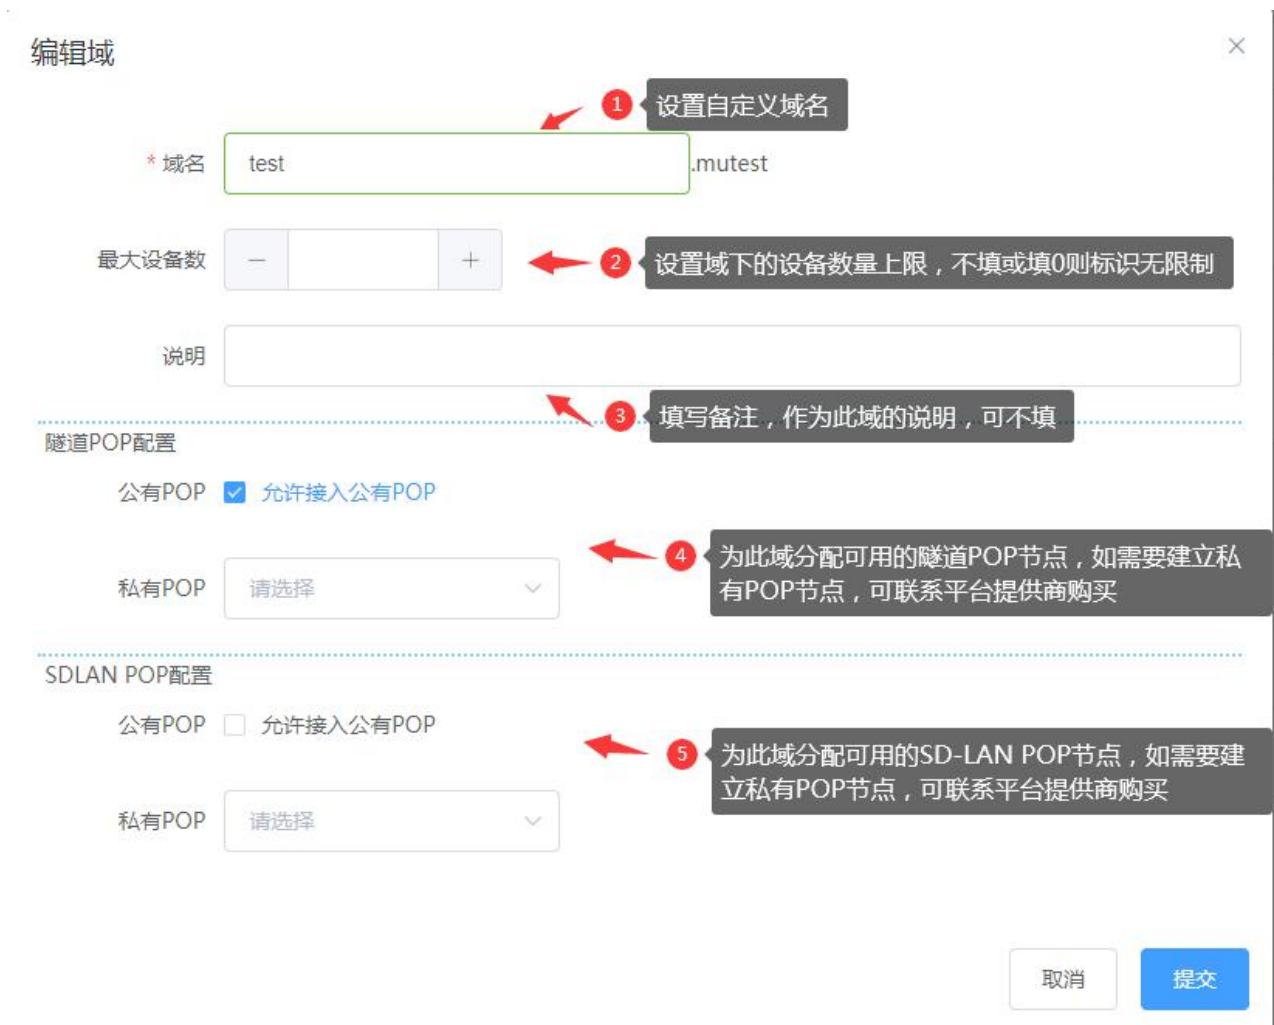 编辑域
1 设置自定义域名
* 域名 test .mutest
最大设备数 − + 2 设置域下的设备数量上限，不填或填0则标识无限制
说明
3 填写备注，作为此域的说明，可不填
隧道POP配置
公有POP 允许接入公有POP
4 为此域分配可用的隧道POP节点，如需要建立私
有POP节点，可联系平台提供商购买
私有POP 请选择
SDLAN POP配置
公有POP 允许接入公有POP
5 为此域分配可用的SD-LAN POP节点，如需要建
立私有POP节点，可联系平台提供商购买
私有POP 请选择
取消 提交